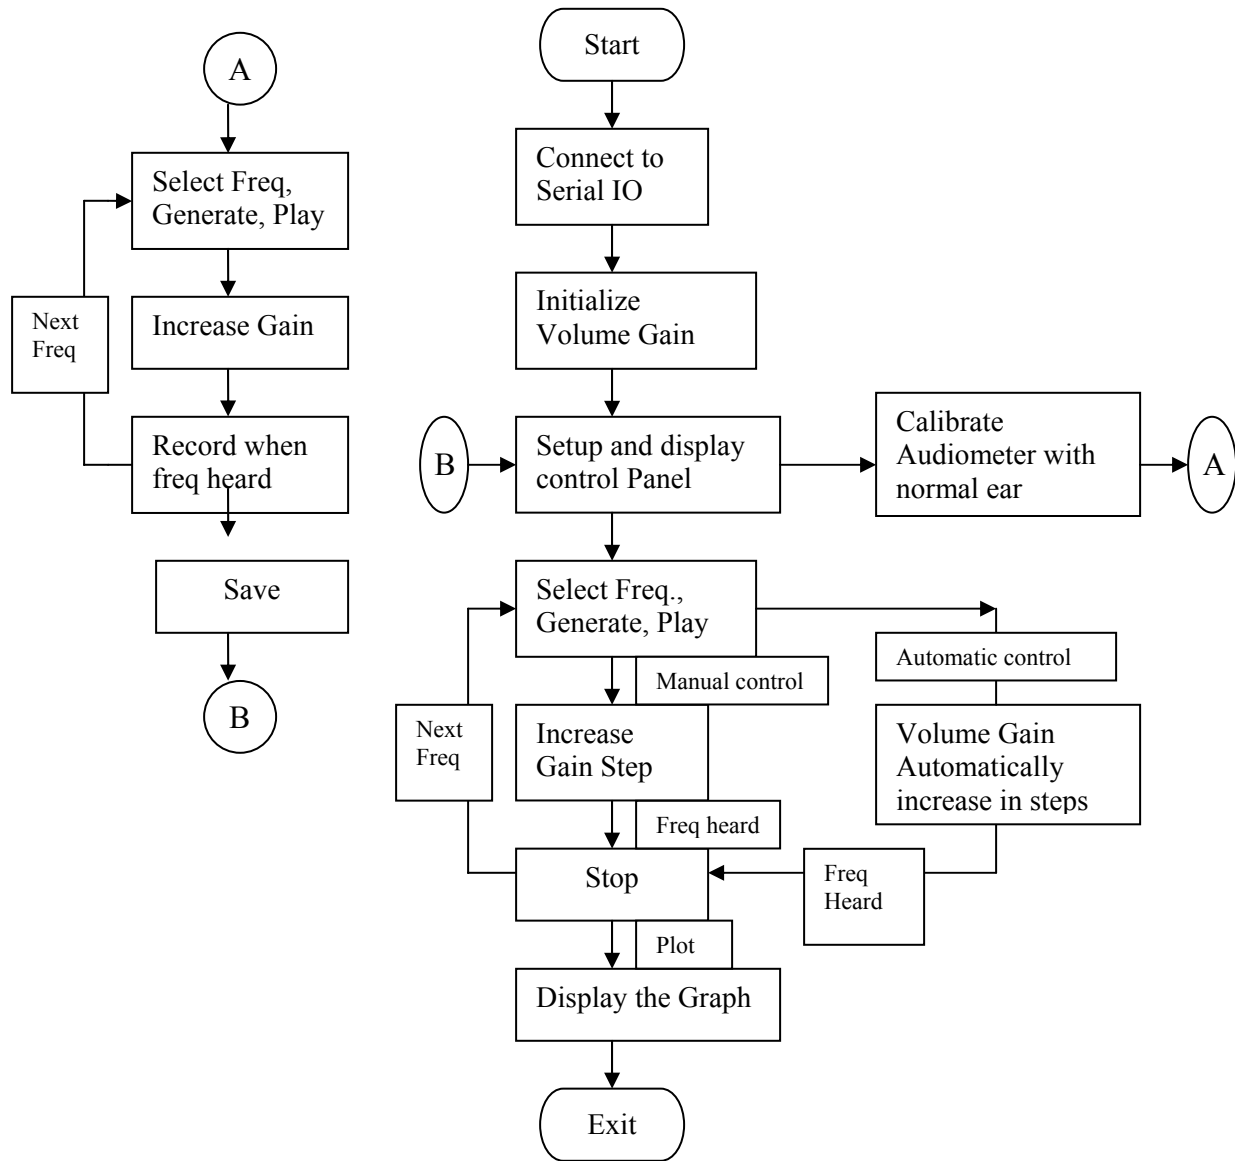 A
Select Freq,
Generate, Play
Next
Freq
Increase Gain
Record when
freq heard
Save
B
Start
Connect to
Serial IO
Initialize
Volume Gain
B
Setup and display
control Panel
Calibrate
Audiometer with
normal ear
A
Select Freq.,
Generate, Play
Manual control
Automatic control
Next
Freq
Increase
Gain Step
Volume Gain
Automatically
increase in steps
Freq heard
Stop
Freq
Heard
Plot
Display the Graph
Exit